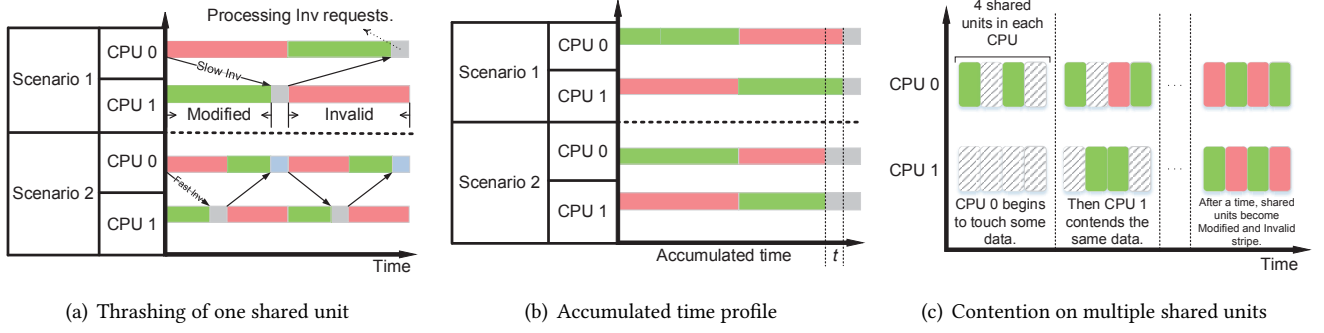 Processing Inv requests.
Scenario 1
CPU 0
CPU 1
Slow Inv
Modified
Invalid
Scenario 2
CPU 0
CPU 1
Fast Inv
Time
(a) Thrashing of one shared unit
Scenario 1
CPU 0
CPU 1
Scenario 2
CPU 0
CPU 1
Accumulated time
t
(b) Accumulated time profile
4 shared
units in each
CPU
CPU 0
...
CPU 1
...
CPU 0 begins
to touch some
data.
Then CPU 1
contends the
same data.
...
After a time, shared
units become
Modified and Invalid
stripe.
Time
(c) Contention on multiple shared units